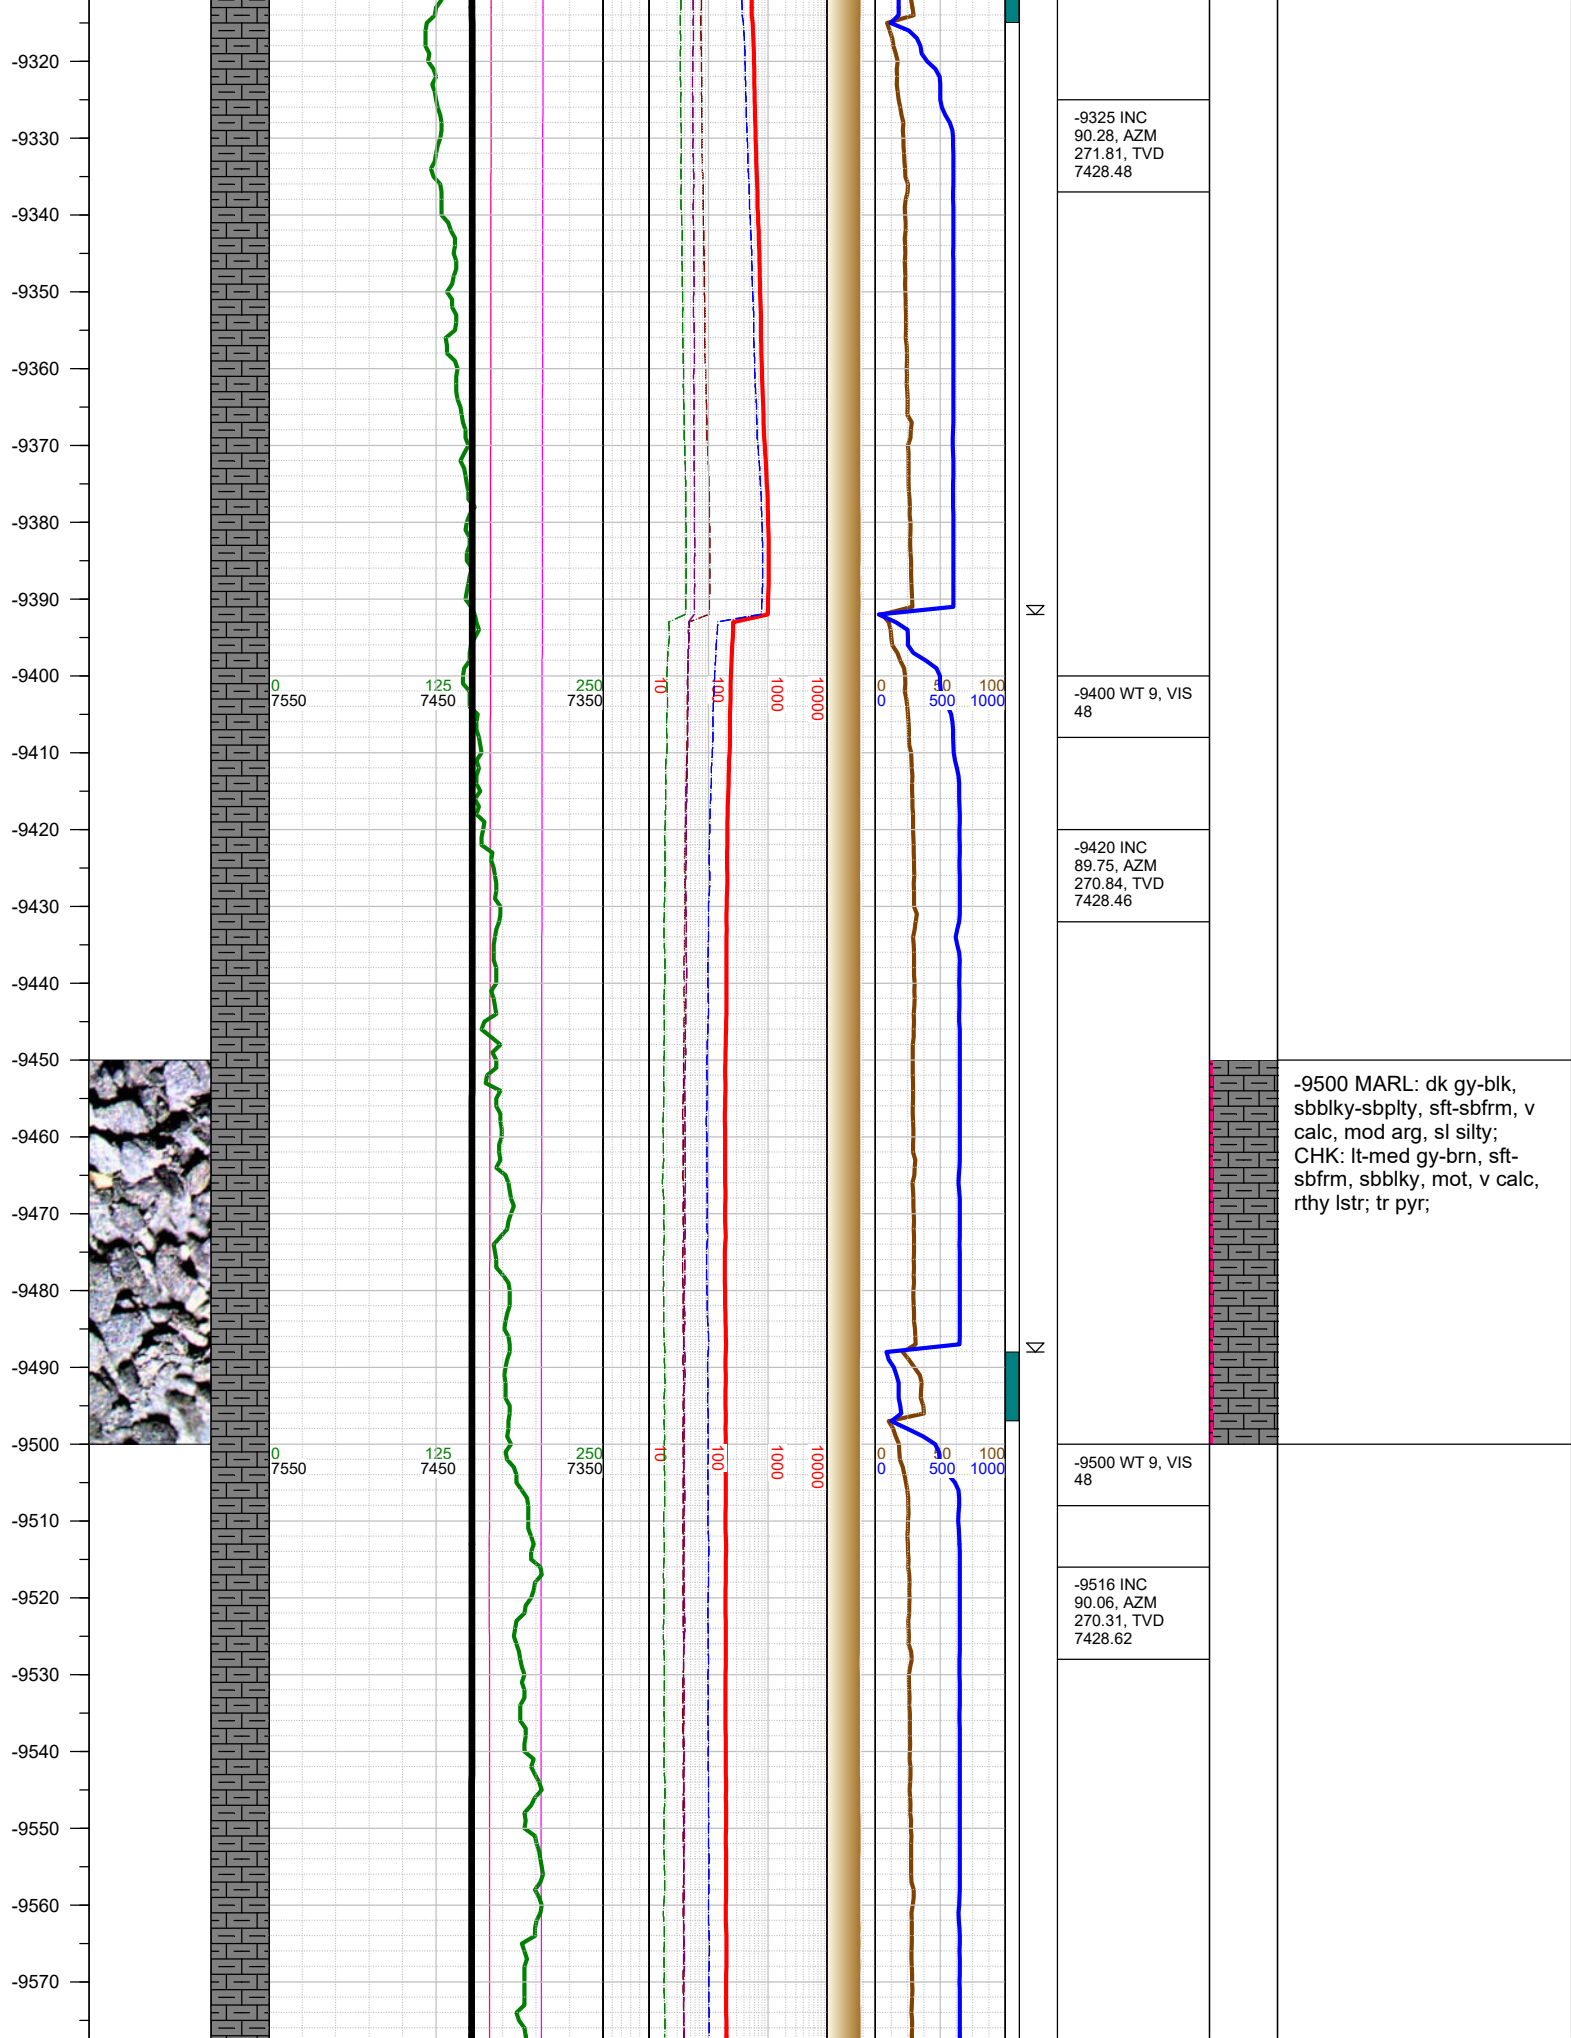 -9320
-9325 INC
90.28, AZM
271.81, TVD
7428.48
-9330
-9340
-9350
-9360
-9370
-9380
-9390
-9400
0 125 250 10 100 1000 10000 0 50 100
7550 7450 7350 0 500 1000
-9400 WT 9, VIS
48
-9410
-9420
-9420 INC
89.75, AZM
270.84, TVD
7428.46
-9430
-9440
-9450
-9500 MARL: dk gy-blk,
sbblky-sbplty, sft-sbfrm, v
calc, mod arg, sl silty;
CHK: lt-med gy-brn, sft-
sbfrm, sbblky, mot, v calc,
rthy lstr; tr pyr;
-9460
-9470
-9480
-9490
-9500
0 125 250 10 100 1000 10000 0 50 100
7550 7450 7350 0 500 1000
-9500 WT 9, VIS
48
-9510
-9516 INC
90.06, AZM
270.31, TVD
7428.62
-9520
-9530
-9540
-9550
-9560
-9570